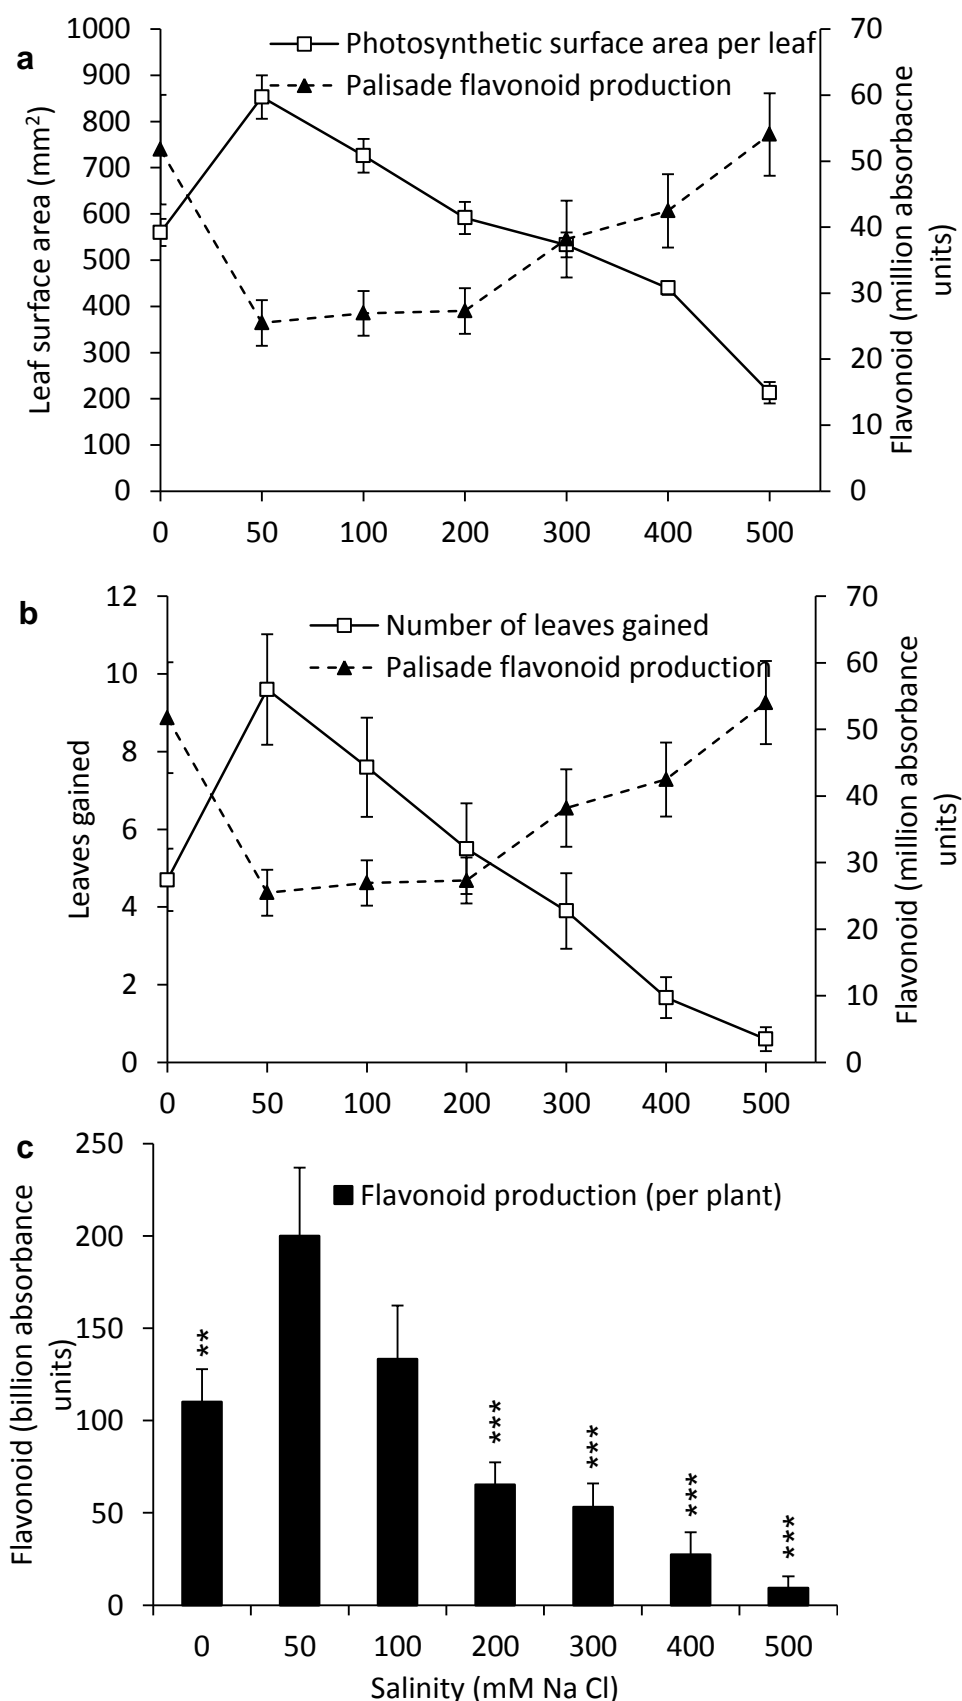 a
Photosynthetic surface area per leaf
Palisade flavonoid production
Leaf surface area (mm²)
1000
900
800
700
600
500
400
300
200
100
0
70
60
50
40
30
20
10
0
Flavonoid (million absorbacne
units)
0 50 100 200 300 400 500
b
Number of leaves gained
Palisade flavonoid production
Leaves gained
12
10
8
6
4
2
0
70
60
50
40
30
20
10
0
Flavonoid (million absorbance
units)
0 50 100 200 300 400 500
c
Flavonoid production (per plant)
Flavonoid (billion absorbance
units)
250
200
150
100
50
0
**
***
***
***
***
0 50 100 200 300 400 500
Salinity (mM Na Cl)